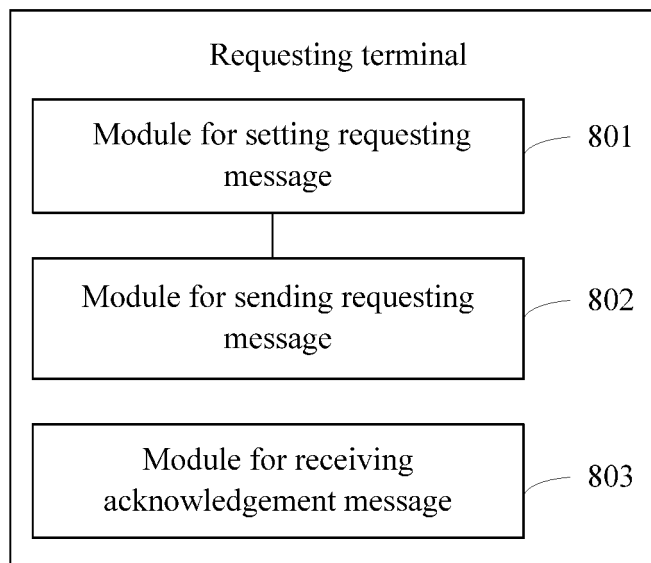 Requesting terminal
Module for setting requesting
message
801
Module for sending requesting
message
802
Module for receiving
acknowledgement message
803